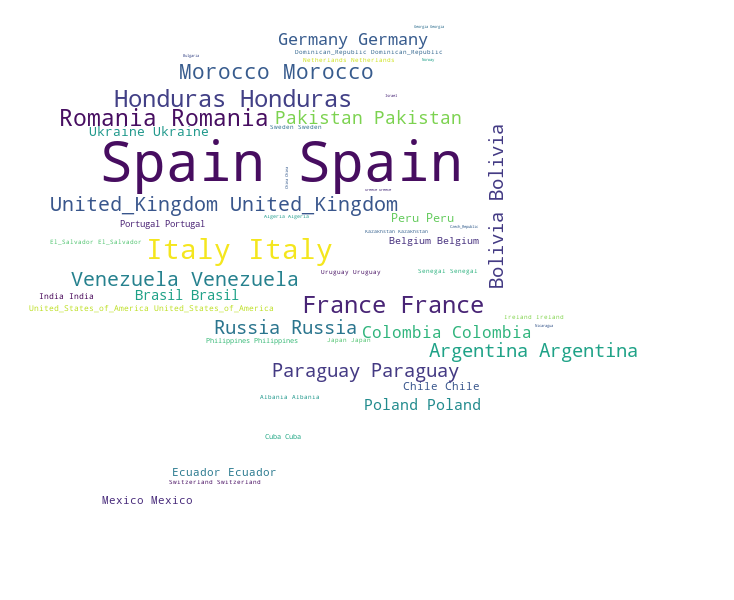 Georgia Georgia
Germany Germany
Dominican_Republic Dominican_Republic
Bulgaria
Netherlands Netherlands
Norway
Morocco Morocco
Honduras Honduras
Israel
Romania Romania
Pakistan Pakistan
Sweden Sweden
Ukraine Ukraine
Bolivia Bolivia
Spain Spain
China China
Greece Greece
United_Kingdom United_Kingdom
Algeria Algeria
Peru Peru
Portugal Portugal
Czech_Republic
Kazakhstan Kazakhstan
El_Salvador El_Salvador
Belgium Belgium
Italy Italy
Uruguay Uruguay
Senegal Senegal
Venezuela Venezuela
India India
Brasil Brasil
France France
United_States_of_America United_States_of_America
Ireland Ireland
Russia Russia
Nicaragua
Colombia Colombia
Philippines Philippines
Japan Japan
Argentina Argentina
Paraguay Paraguay
Chile Chile
Albania Albania
Poland Poland
Cuba Cuba
Ecuador Ecuador
Switzerland Switzerland
Mexico Mexico